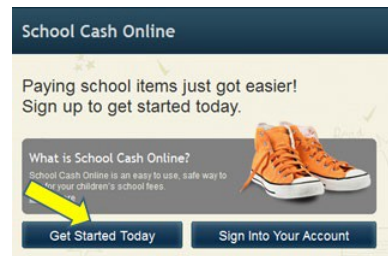 School Cash Online
Paying school items just got easier!
Sign up to get started today.
What is School Cash Online?
School Cash Online is an easy to use, safe way to
for your children's school fees.
Get Started Today
Sign Into Your Account